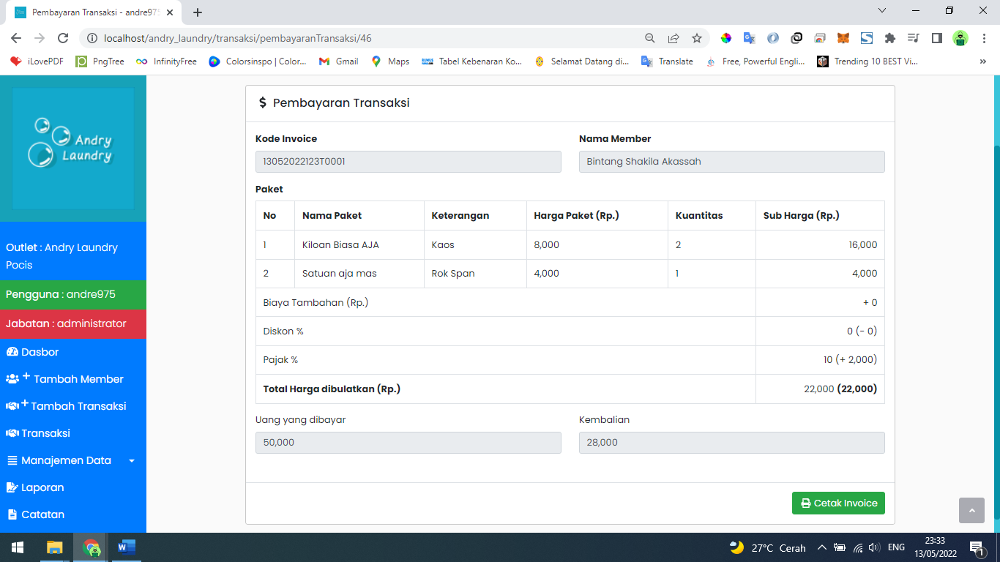 Pembayaran Transaksi - andre975
localhost/andry_laundry/transaksi/pembayaranTransaksi/46
iLovePDF PngTree InfinityFree Colorsinspo | Color... Gmail Maps Tabel Kebenaran Ko... Selamat Datang di... Translate Free, Powerful Engli... Trending 10 BEST Vi... »
Andry
Laundry
Outlet : Andry Laundry
Pocis
Pengguna : andre975
Jabatan : administrator
Dasbor
Tambah Member
Tambah Transaksi
Transaksi
Manajemen Data
Laporan
Catatan
$ Pembayaran Transaksi
Kode Invoice Nama Member
13052022123T0001 Bintang Shakila Akassah
Paket
No Nama Paket Keterangan Harga Paket (Rp.) Kuantitas Sub Harga (Rp.)
1 Kiloan Biasa AJA Kaos 8,000 2 16,000
2 Satuan aja mas Rok Span 4,000 1 4,000
Biaya Tambahan (Rp.) + 0
Diskon % 0 (- 0)
Pajak % 10 (+ 2,000)
Total Harga dibulatkan (Rp.) 22,000 (22,000)
Uang yang dibayar Kembalian
50,000 28,000
Cetak Invoice
27°C Cerah ENG 23:33
13/05/2022 1